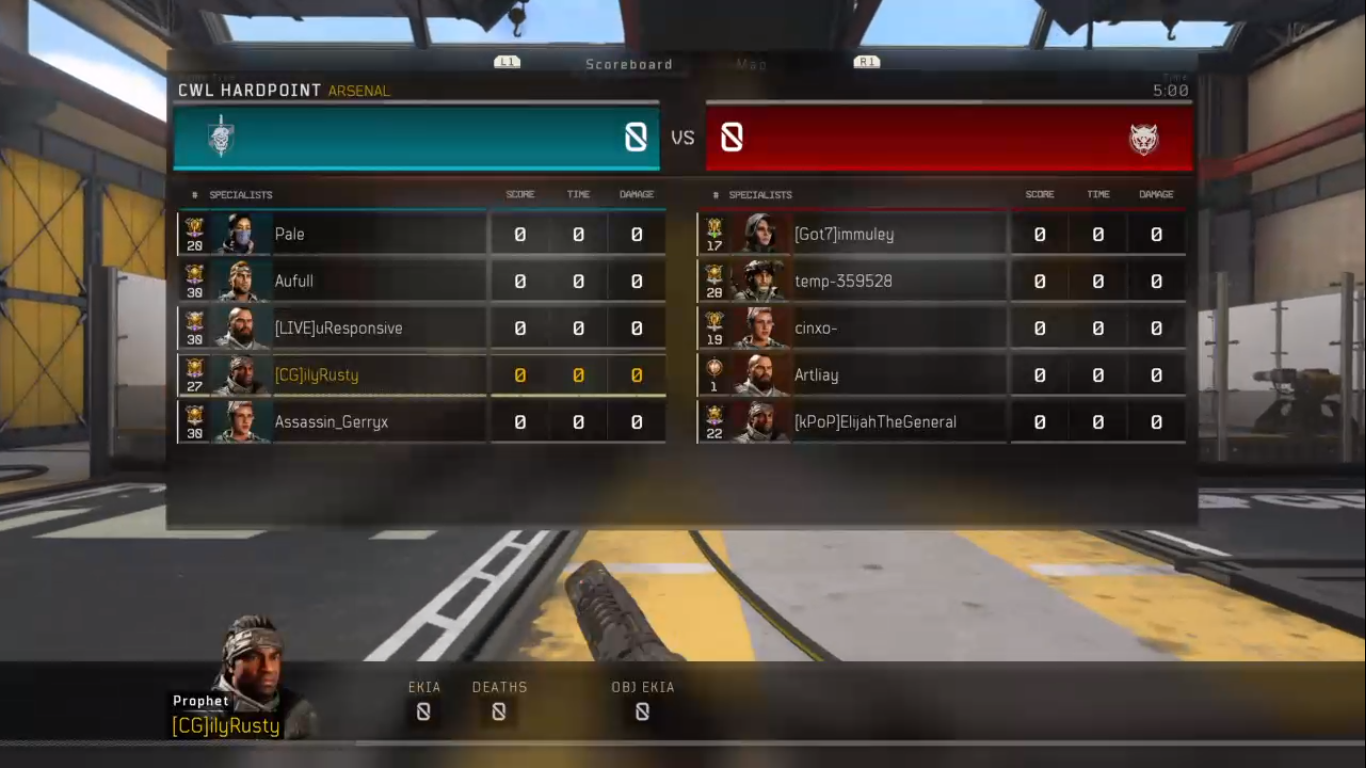 L1 Scoreboard Map R1
CWL HARDPOINT ARSENAL
Time
5:00
0 VS 0
# SPECIALISTS SCORE TIME DAMAGE
20 Pale 0 0 0
30 Aufull 0 0 0
30 [LIVE]uResponsive 0 0 0
27 [CG]ilyRusty 0 0 0
30 Assassin_Gerryx 0 0 0
# SPECIALISTS SCORE TIME DAMAGE
17 [Got7]immuley 0 0 0
28 temp-359528 0 0 0
19 cinxo- 0 0 0
1 Artliay 0 0 0
22 [kPoP]ElijahTheGeneral 0 0 0
Prophet
[CG]ilyRusty
EKIA DEATHS OBJ EKIA
0 0 0